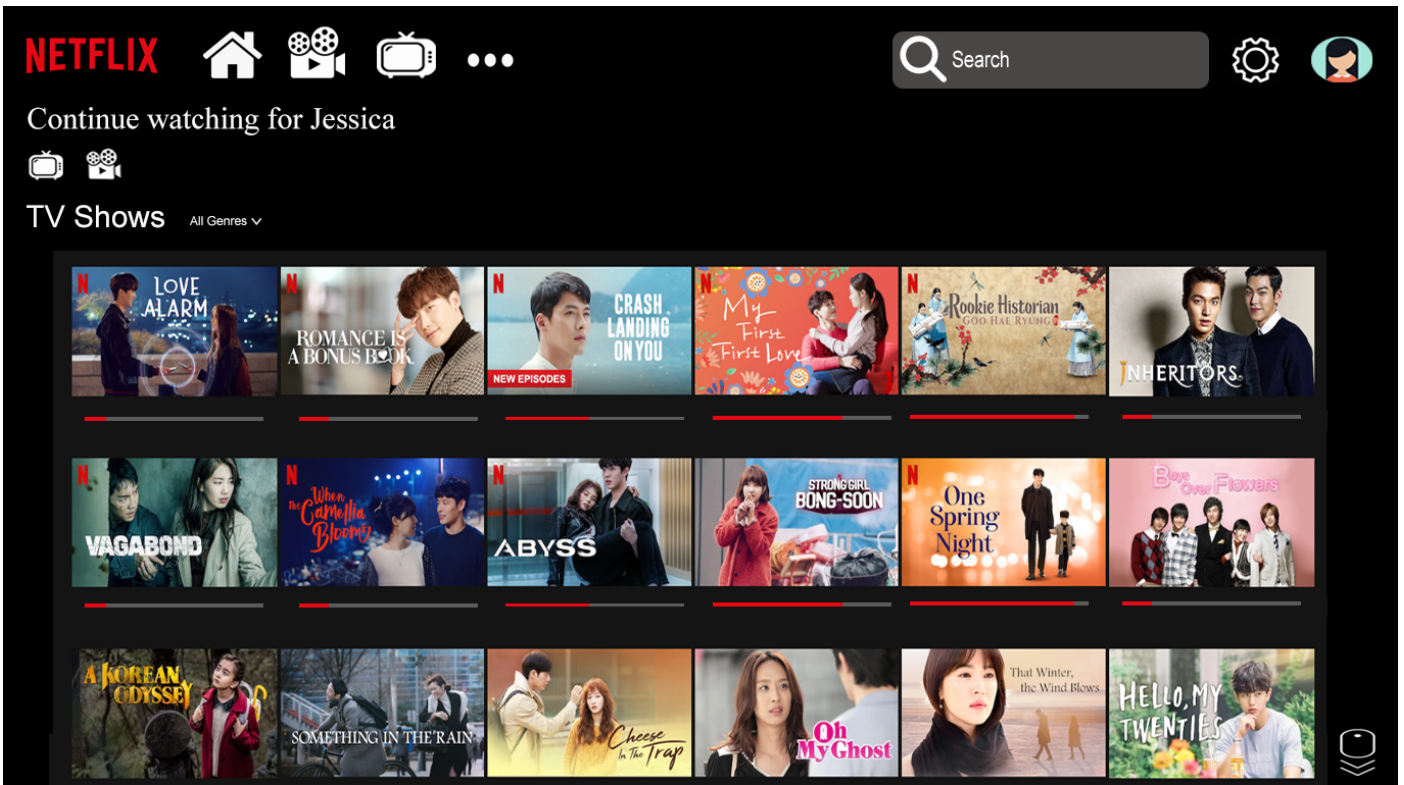 NETFLIX
Search
Continue watching for Jessica
TV Shows All Genres
N
LOVE
ALARM
N
ROMANCE IS
A BONUS BOOK
N
CRASH
LANDING
ON YOU
NEW EPISODES
N
My
First
First Love
N
Rookie Historian
GOO HAE RYUNG
INHERITORS
N
VAGABOND
N
When
the Camellia
Blooms
N
ABYSS
STRONG GIRL
BONG-SOON
N
One
Spring
Night
Boys
Over Flowers
A KOREAN
ODYSSEY
SOMETHING IN THE RAIN
Cheese
In The Trap
Oh
My Ghost
That Winter,
the Wind Blows
HELLO, MY
TWENTIES